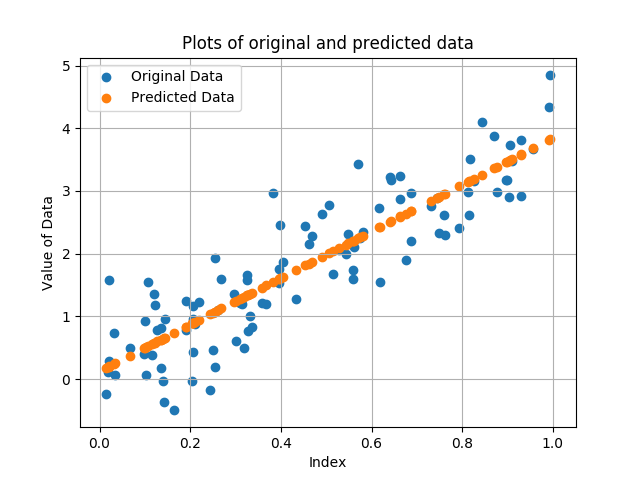 Plots of original and predicted data
Original Data
Predicted Data
Value of Data
5
4
3
2
1
0
0.0 0.2 0.4 0.6 0.8 1.0
Index